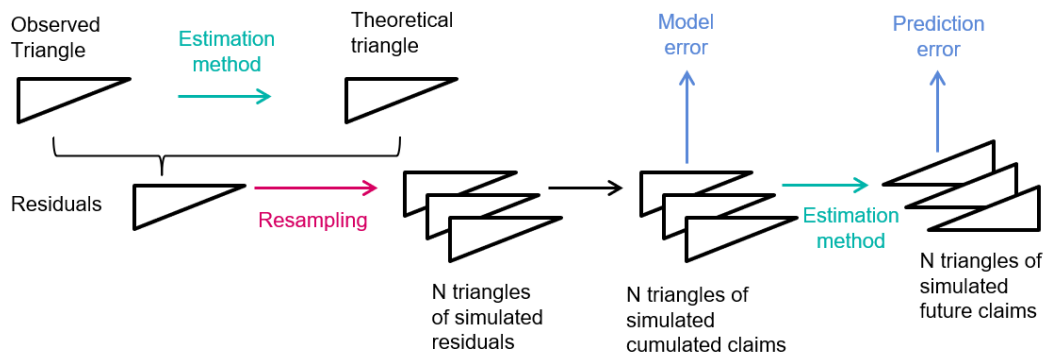 Observed
Triangle
Estimation
method
Theoretical
triangle
Model
error
Prediction
error
Residuals
Resampling
Estimation
method
N triangles
of simulated
residuals
N triangles of
simulated
cumulated claims
N triangles of
simulated
future claims